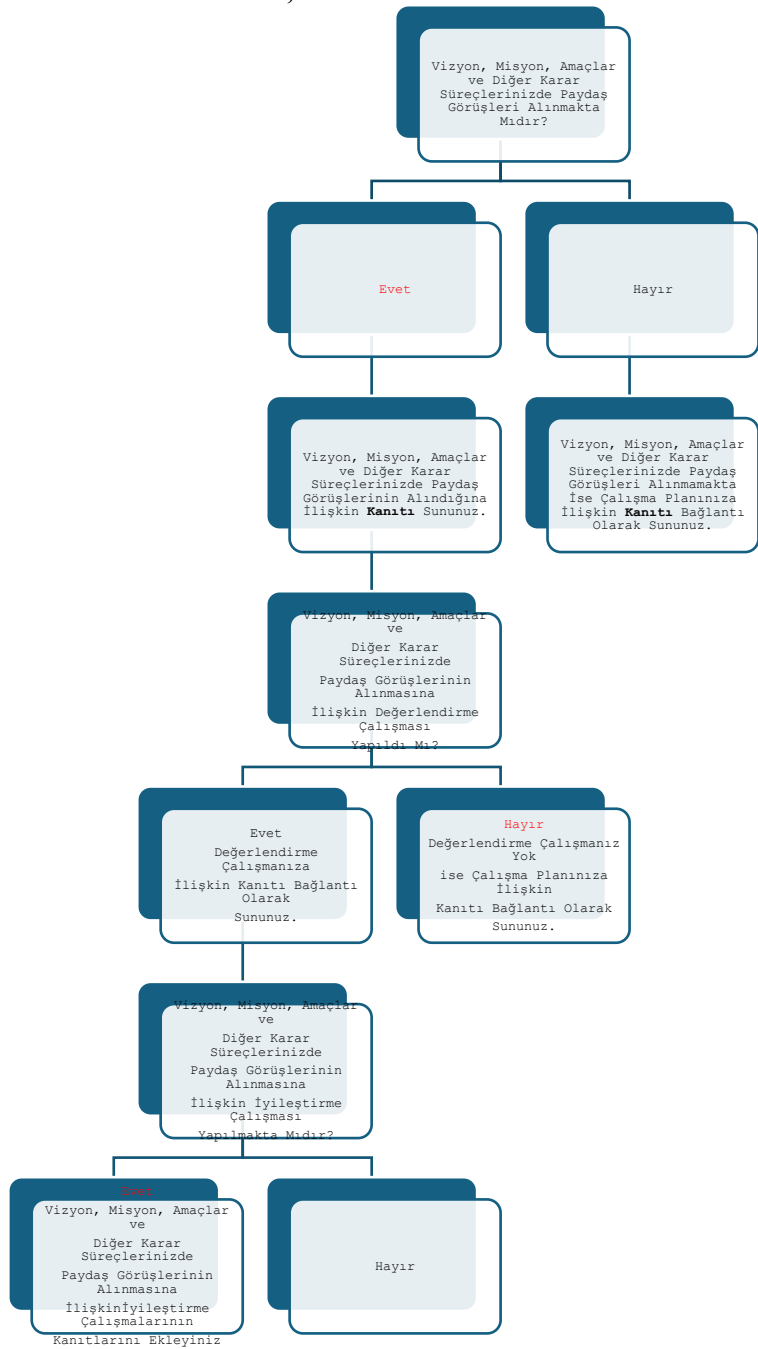 Vizyon, Misyon, Amaçlar
ve Diğer Karar
Süreçlerinizde Paydaş
Görüşleri Alınmakta
Mıdır?
Evet
Hayır
Vizyon, Misyon, Amaçlar
ve Diğer Karar
Süreçlerinizde Paydaş
Görüşlerinin Alındığına
İlişkin Kanıtı Sununuz.
Vizyon, Misyon, Amaçlar
ve Diğer Karar
Süreçlerinizde Paydaş
Görüşleri Alınmamakta
İse Çalışma Planınıza
İlişkin Kanıtı Bağlantı
Olarak Sununuz.
Vizyon, Misyon, Amaçlar
ve
Diğer Karar
Süreçlerinizde
Paydaş Görüşlerinin
Alınmasına
İlişkin Değerlendirme
Çalışması
Yapıldı Mı?
Evet
Değerlendirme
Çalışmanıza
İlişkin Kanıtı Bağlantı
Olarak
Sununuz.
Hayır
Değerlendirme Çalışmanız
Yok
ise Çalışma Planınıza
İlişkin
Kanıtı Bağlantı Olarak
Sununuz.
Vizyon, Misyon, Amaçlar
ve
Diğer Karar
Süreçlerinizde
Paydaş Görüşlerinin
Alınmasına
İlişkin İyileştirme
Çalışması
Yapılmakta Mıdır?
Evet
Vizyon, Misyon, Amaçlar
ve
Diğer Karar
Süreçlerinizde
Paydaş Görüşlerinin
Alınmasına
İlişkinİyileştirme
Çalışmalarının
Kanıtlarını Ekleyiniz
Hayır